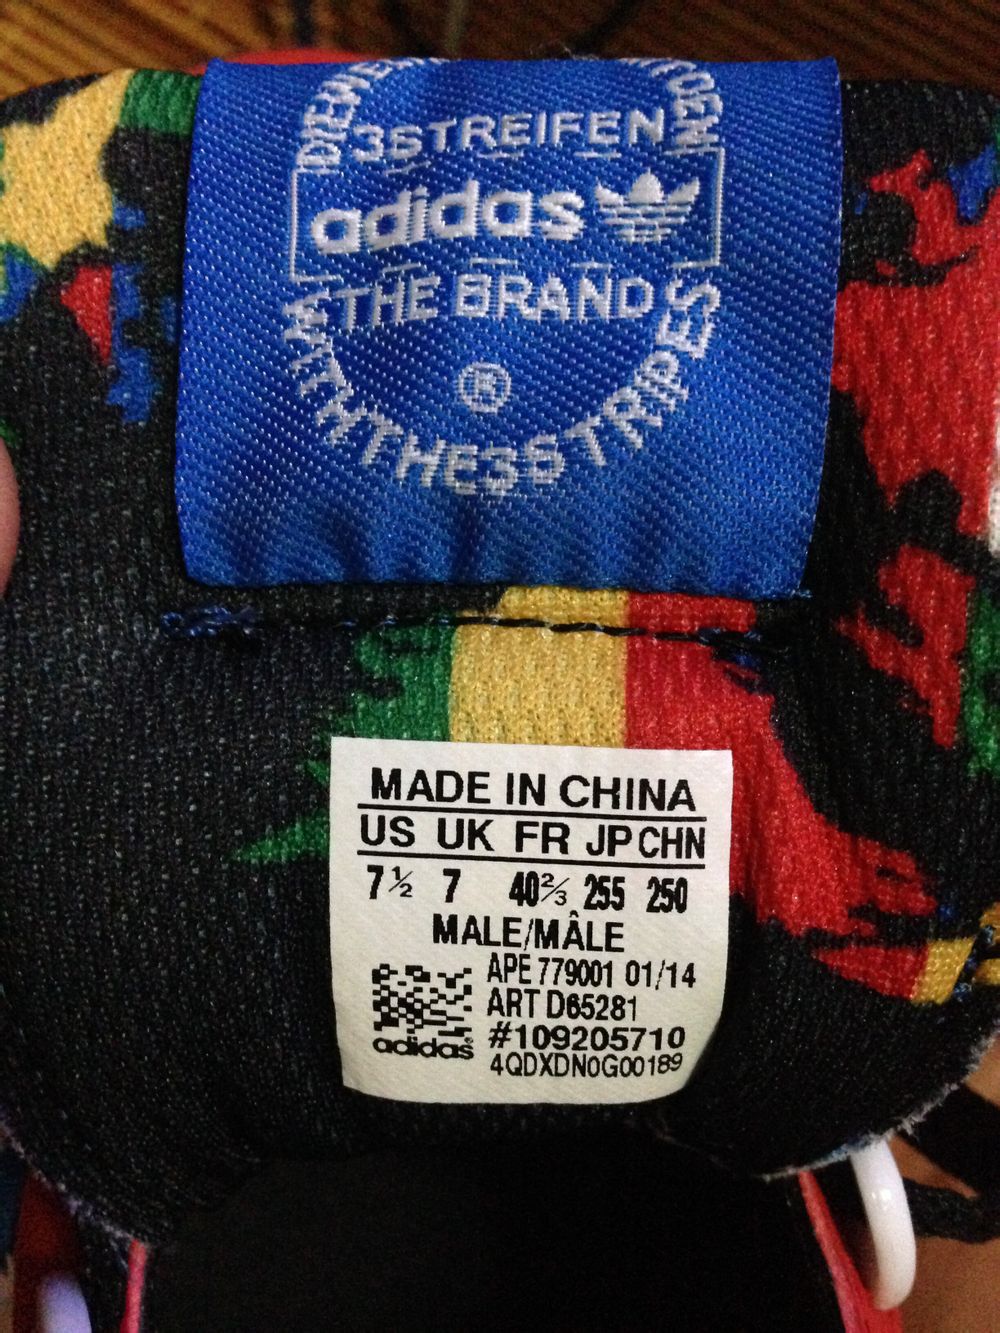 3STREIFEN
adidas
THE BRAND
®
WITH THE 3 STRIPES
MADE IN CHINA
US UK FR JP CHN
7½ 7 40⅔ 255 250
MALE/MÂLE
APE 779001 01/14
ART D65281
#109205710
adidas®
4QDXDN0G00189